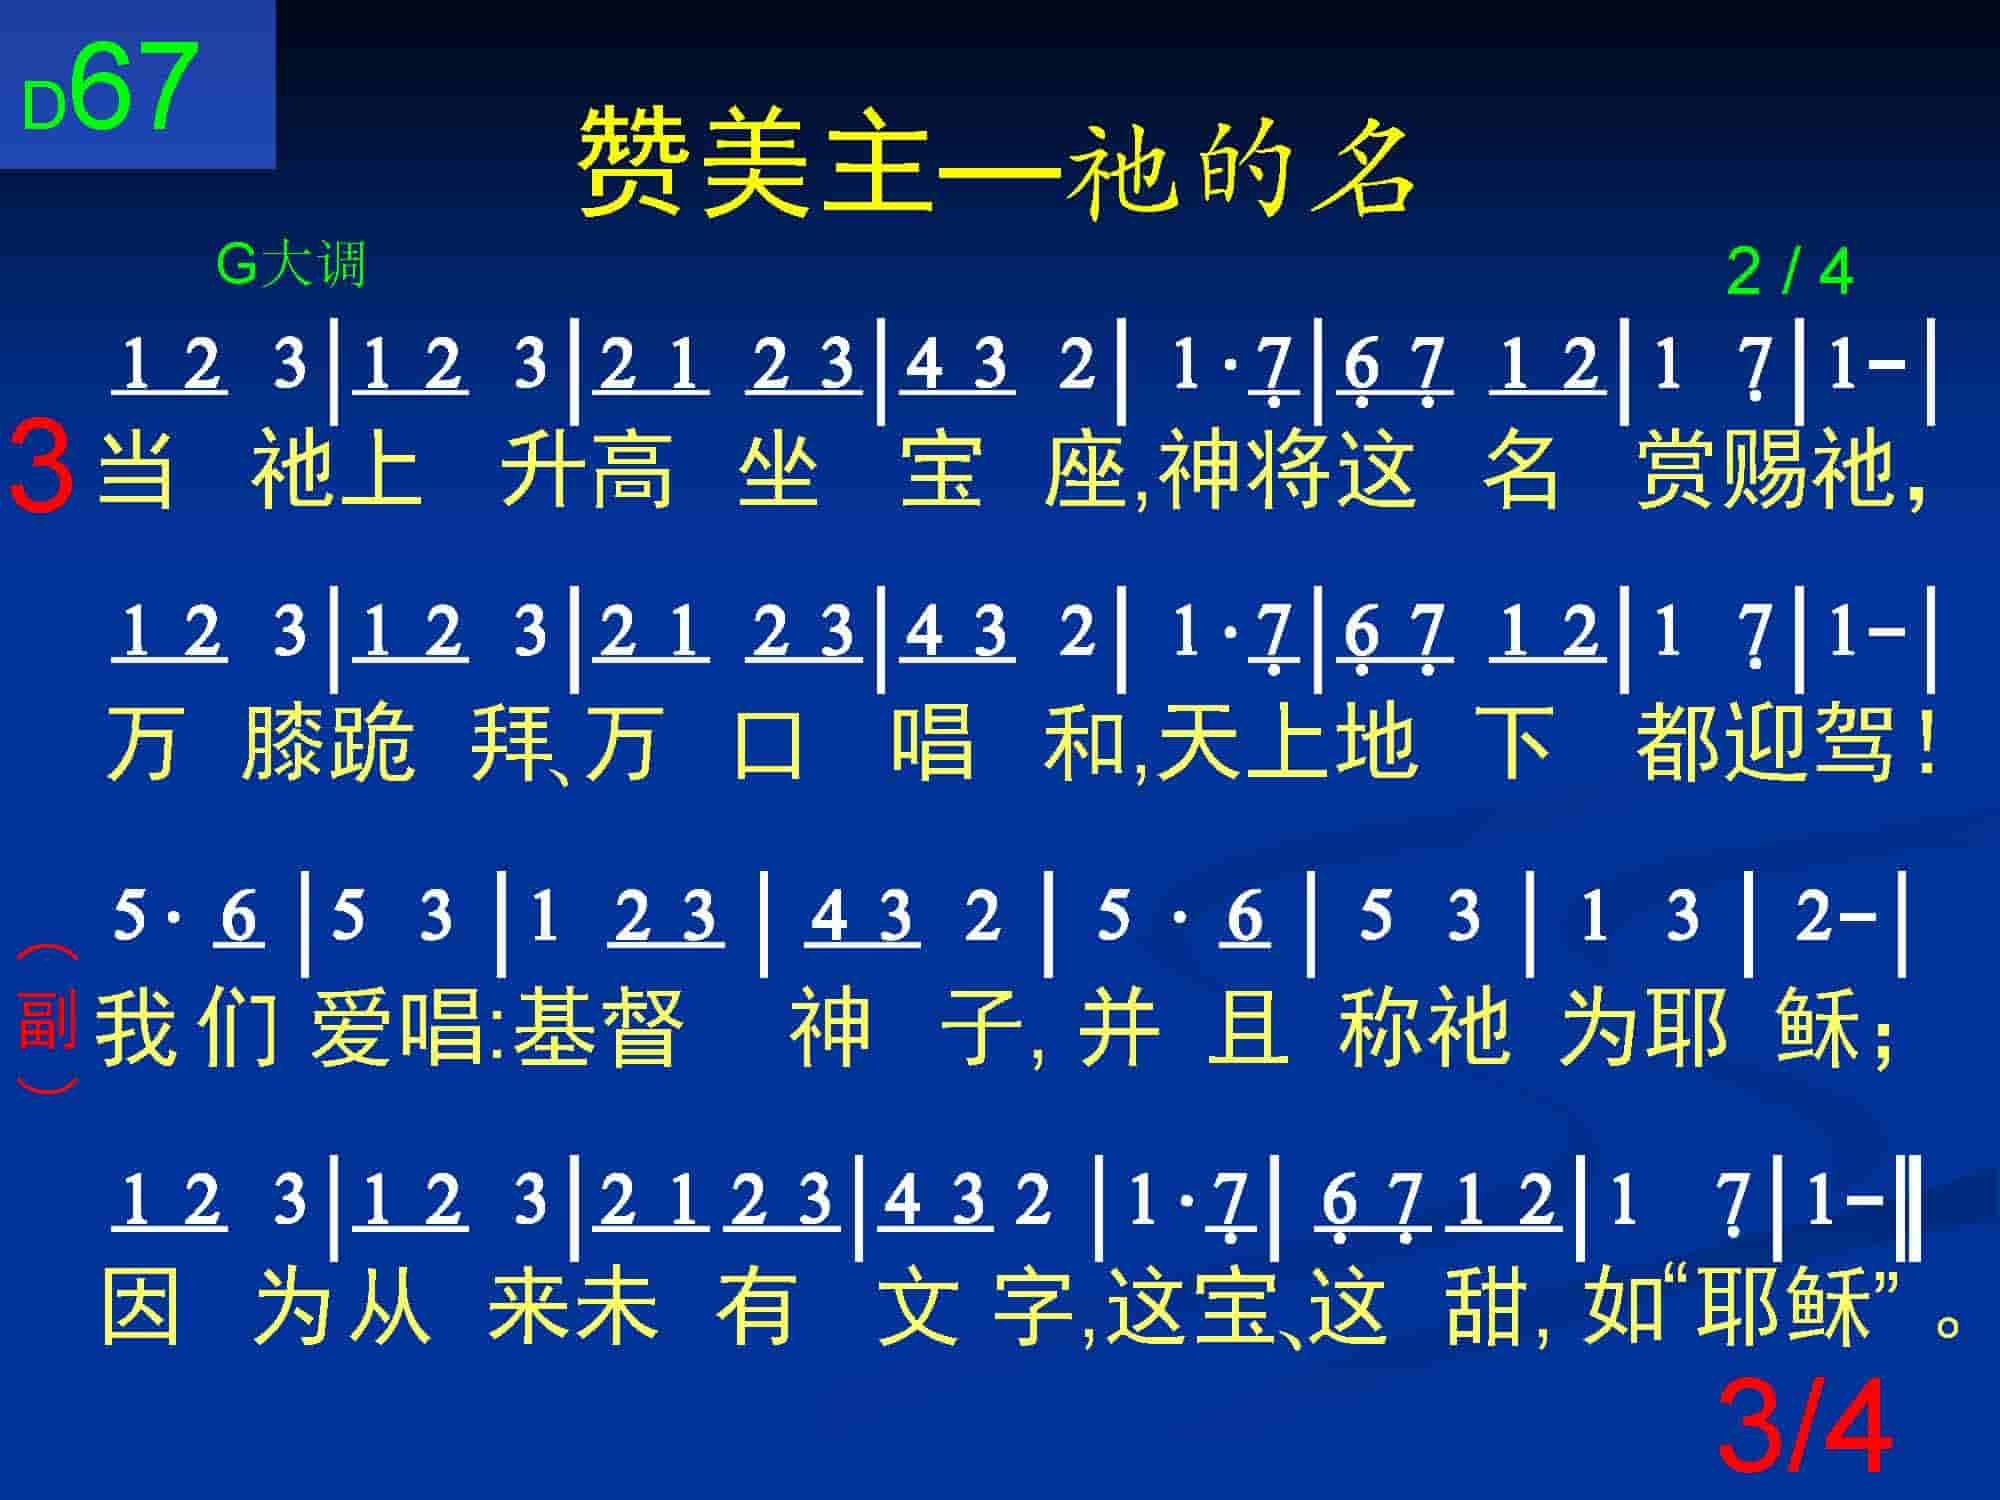 D67
赞美主—祂的名
G大调 2 / 4
1 2 3|1 2 3|2 1 2 3|4 3 2|1·7̣|6̣ 7̣ 1 2|1 7̣|1–|
3 当祂上升高坐宝座,神将这名赏赐祂，
1 2 3|1 2 3|2 1 2 3|4 3 2|1·7̣|6̣ 7̣ 1 2|1 7̣|1–|
万膝跪拜、万口唱和,天上地下都迎驾！
5· 6|5 3|1 2 3|4 3 2|5· 6|5 3|1 3|2–|
（副）我们爱唱:基督神子,并且称祂为耶稣；
1 2 3|1 2 3|2 1 2 3|4 3 2|1·7̣|6̣ 7̣ 1 2|1 7̣|1–‖
因为从来未有文字,这宝、这甜,如“耶稣”。
3/4